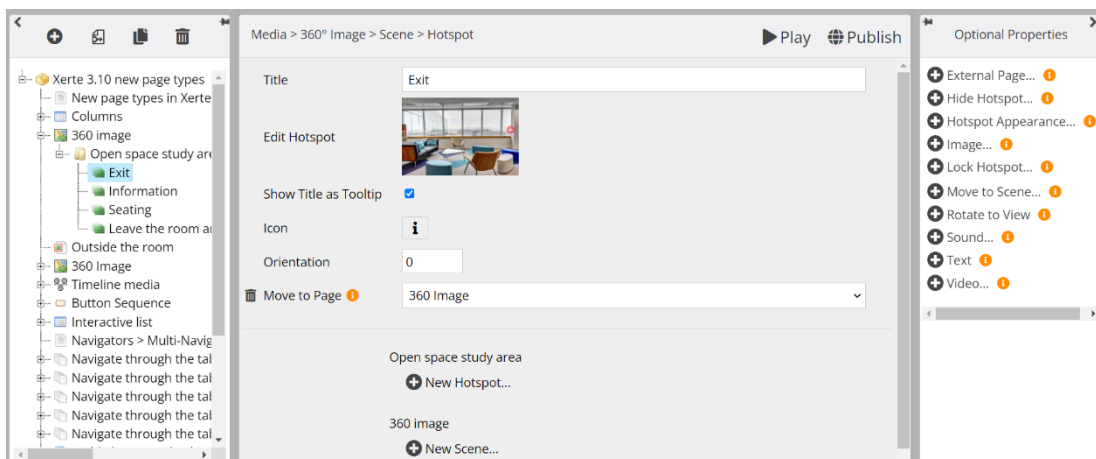 Xerte 3.10 new page types
New page types in Xerte
Columns
360 image
Open space study are
Exit
Information
Seating
Leave the room a
Outside the room
360 Image
Timeline media
Button Sequence
Interactive list
Navigators > Multi-Navig
Navigate through the tal
Navigate through the tal
Navigate through the tal
Navigate through the tal
Navigate through the tal
Media > 360° Image > Scene > Hotspot
Play
Publish
Title
Exit
Edit Hotspot
Show Title as Tooltip
Icon
i
Orientation
0
Move to Page
360 Image
Open space study area
New Hotspot...
360 image
New Scene...
Optional Properties
External Page...
Hide Hotspot...
Hotspot Appearance...
Image...
Lock Hotspot...
Move to Scene...
Rotate to View
Sound...
Text
Video...